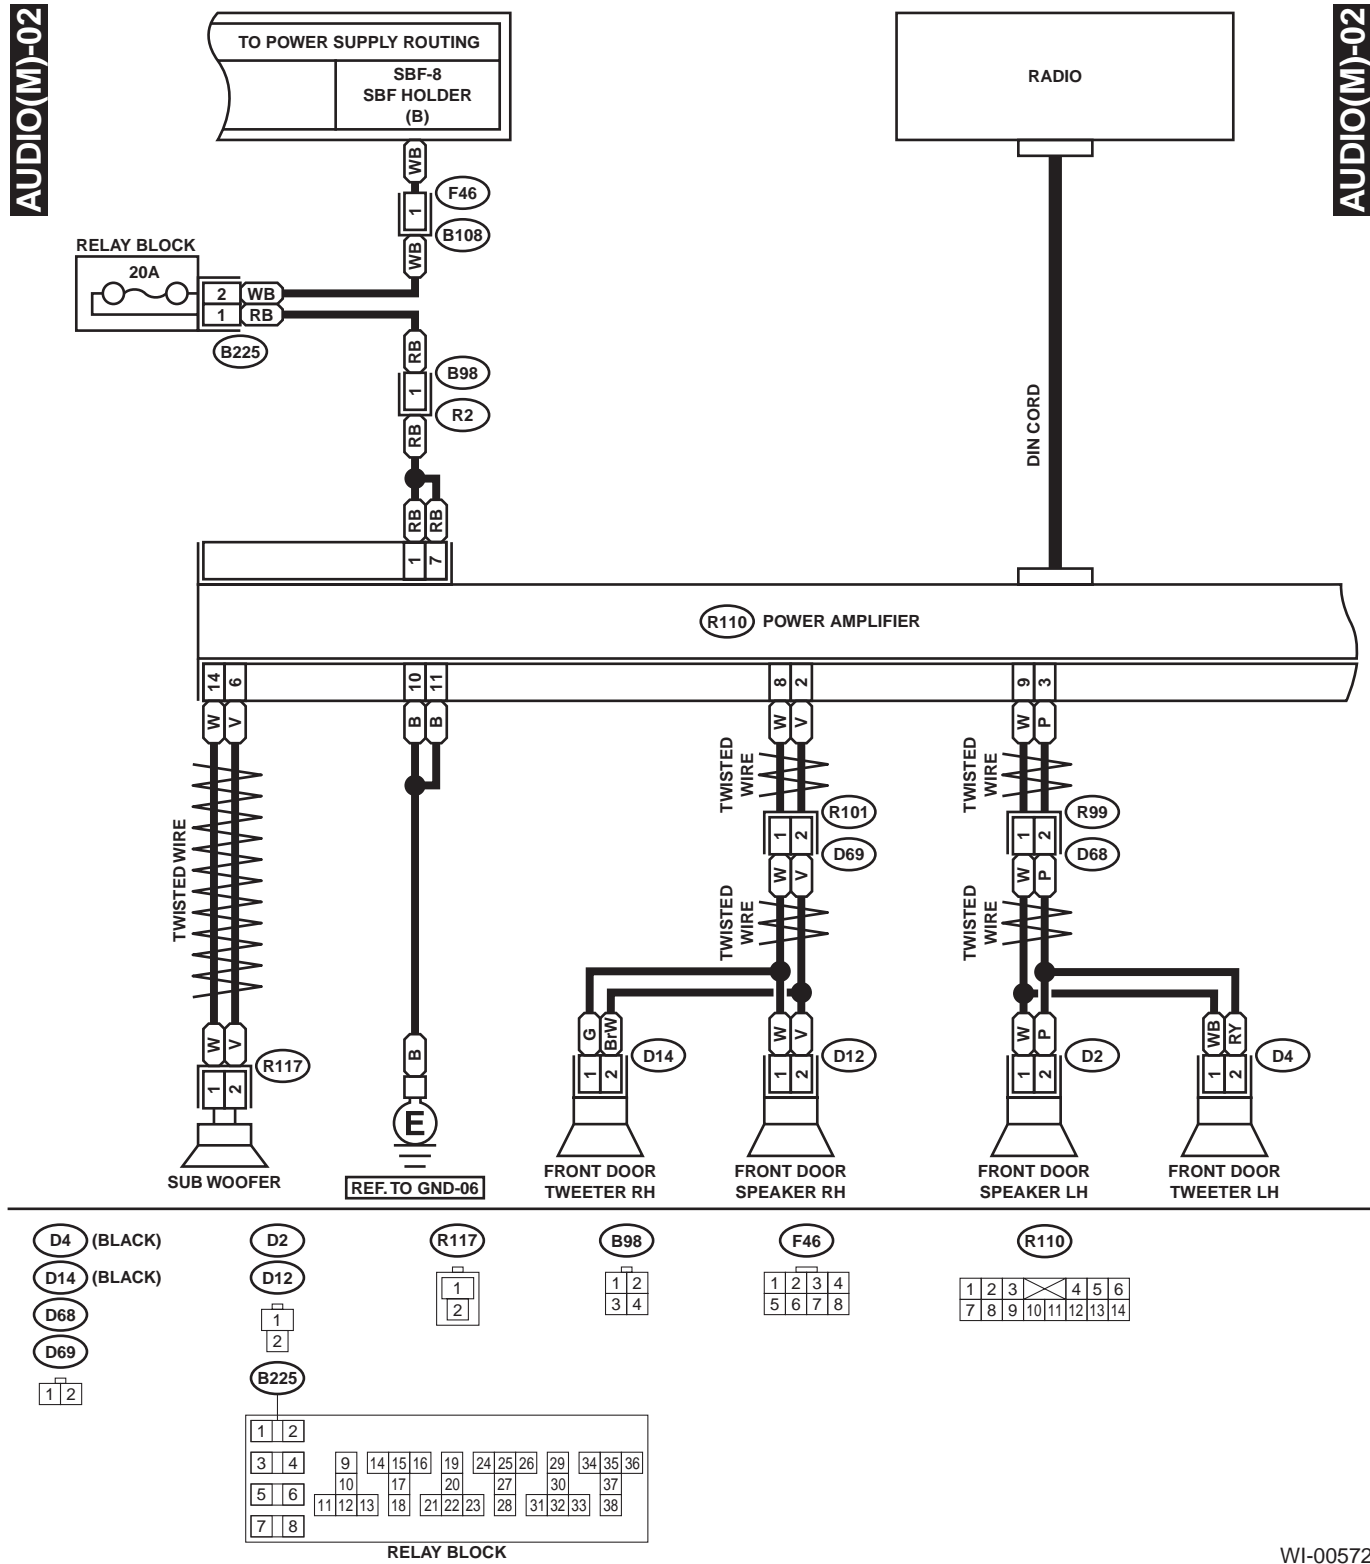 AUDIO(M)-02
AUDIO(M)-02
TO POWER SUPPLY ROUTING
SBF-8
SBF HOLDER
(B)
RADIO
WB
1
F46
B108
WB
RELAY BLOCK
20A
2 WB
1 RB
B225
RB
1
B98
R2
RB
DIN CORD
RB RB
1 7
R110 POWER AMPLIFIER
14 6 10 11 8 2 9 3
W V B B W V W P
TWISTED WIRE
TWISTED
WIRE
TWISTED
WIRE
1 2
R101
D69
1 2
R99
D68
W V W P
TWISTED
WIRE
TWISTED
WIRE
W V
1 2
R117
B
E
G BrW
1 2
D14
W V
1 2
D12
W P
1 2
D2
WB RY
1 2
D4
SUB WOOFER
REF. TO GND-06
FRONT DOOR
TWEETER RH
FRONT DOOR
SPEAKER RH
FRONT DOOR
SPEAKER LH
FRONT DOOR
TWEETER LH
D4 (BLACK)
D14 (BLACK)
D68
D69
1 2
D2
D12
1
2
R117
1
2
B98
1 2
3 4
F46
1 2 3 4
5 6 7 8
R110
1 2 3 4 5 6
7 8 9 10 11 12 13 14
B225
1 2
3 4 9 14 15 16 19 24 25 26 29 34 35 36
10 17 20 27 30 37
5 6 11 12 13 18 21 22 23 28 31 32 33 38
7 8
RELAY BLOCK
WI-00572